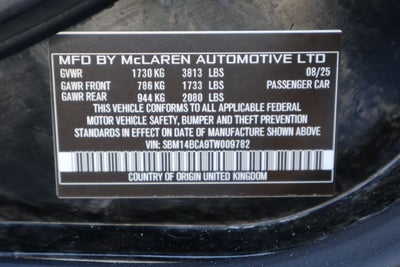 MFD BY McLAREN AUTOMOTIVE LTD
GVWR 1730 KG 3813 LBS 08/25
GAWR FRONT 786 KG 1733 LBS PASSENGER CAR
GAWR REAR 944 KG 2080 LBS
THIS VEHICLE CONFORMS TO ALL APPLICABLE FEDERAL
MOTOR VEHICLE SAFETY, BUMPER AND THEFT PREVENTION
STANDARDS IN EFFECT ON THE DATE OF MANUFACTURE SHOWN ABOVE.
VIN: SBM14BCA9TW009782
COUNTRY OF ORIGIN UNITED KINGDOM